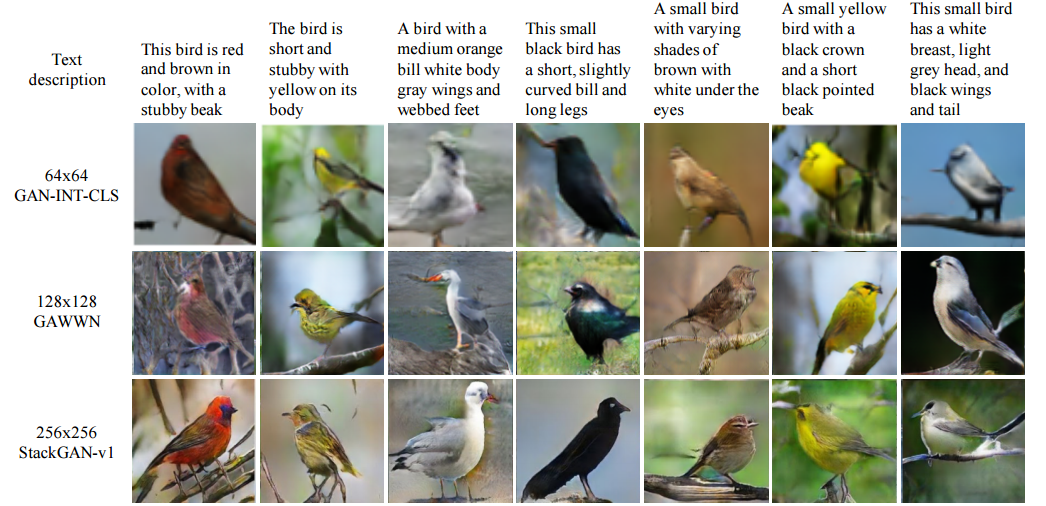 Text
description
This bird is red
and brown in
color, with a
stubby beak
The bird is
short and
stubby with
yellow on its
body
A bird with a
medium orange
bill white body
gray wings and
webbed feet
This small
black bird has
a short, slightly
curved bill and
long legs
A small bird
with varying
shades of
brown with
white under the
eyes
A small yellow
bird with a
black crown
and a short
black pointed
beak
This small bird
has a white
breast, light
grey head, and
black wings
and tail
64x64
GAN-INT-CLS
128x128
GAWWN
256x256
StackGAN-v1